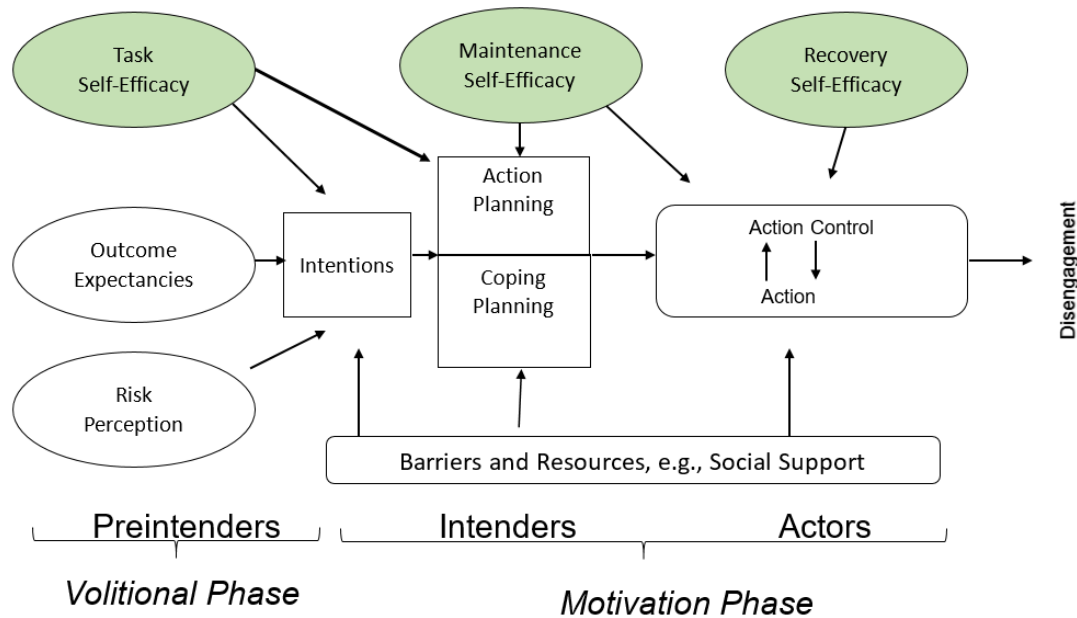 Task
Self-Efficacy
Maintenance
Self-Efficacy
Recovery
Self-Efficacy
Action
Planning
Outcome
Expectancies
Intentions
Coping
Planning
Action Control
Action
Disengagement
Risk
Perception
Barriers and Resources, e.g., Social Support
Preintenders
Intenders
Actors
Volitional Phase
Motivation Phase